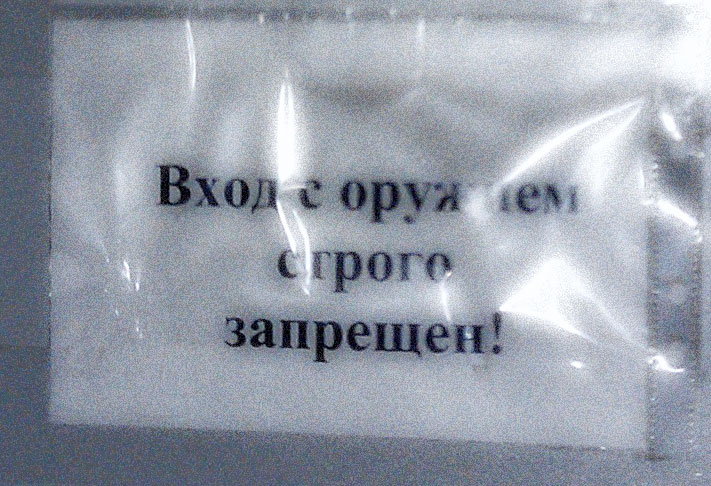 Вход с оружием
строго
запрещен!